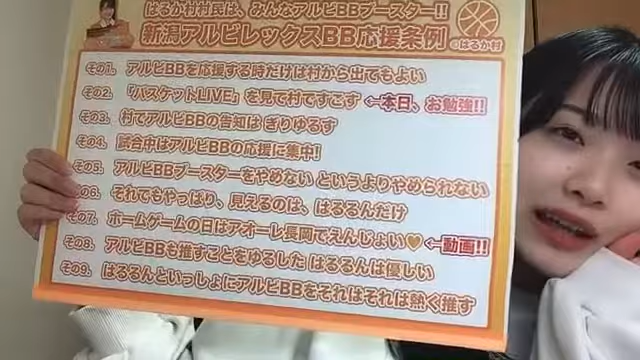 はるか村村民は、みんなアルビBBブースター!!
新潟アルビレックスBB応援条例 @はるか村
その1. アルビBBを応援する時だけは村から出てもよい
その2. 「バスケットLIVE」を見て村ですこす ←本日、お勉強!!
その3. 村でアルビBBの告知は ぎりゆるす
その4. 試合中はアルビBBの応援に集中!
その5. アルビBBブースターをやめない というよりやめられない
その6. それでもやっぱり、見えるのは、はるるんだけ
その7. ホームゲームの日はアオーレ長岡でえんじょい♡ ←動画!!
その8. アルビBBも推すことをゆるした はるるんは優しい
その9. はるるんといっしょにアルビBBをそれはそれは熱く推す